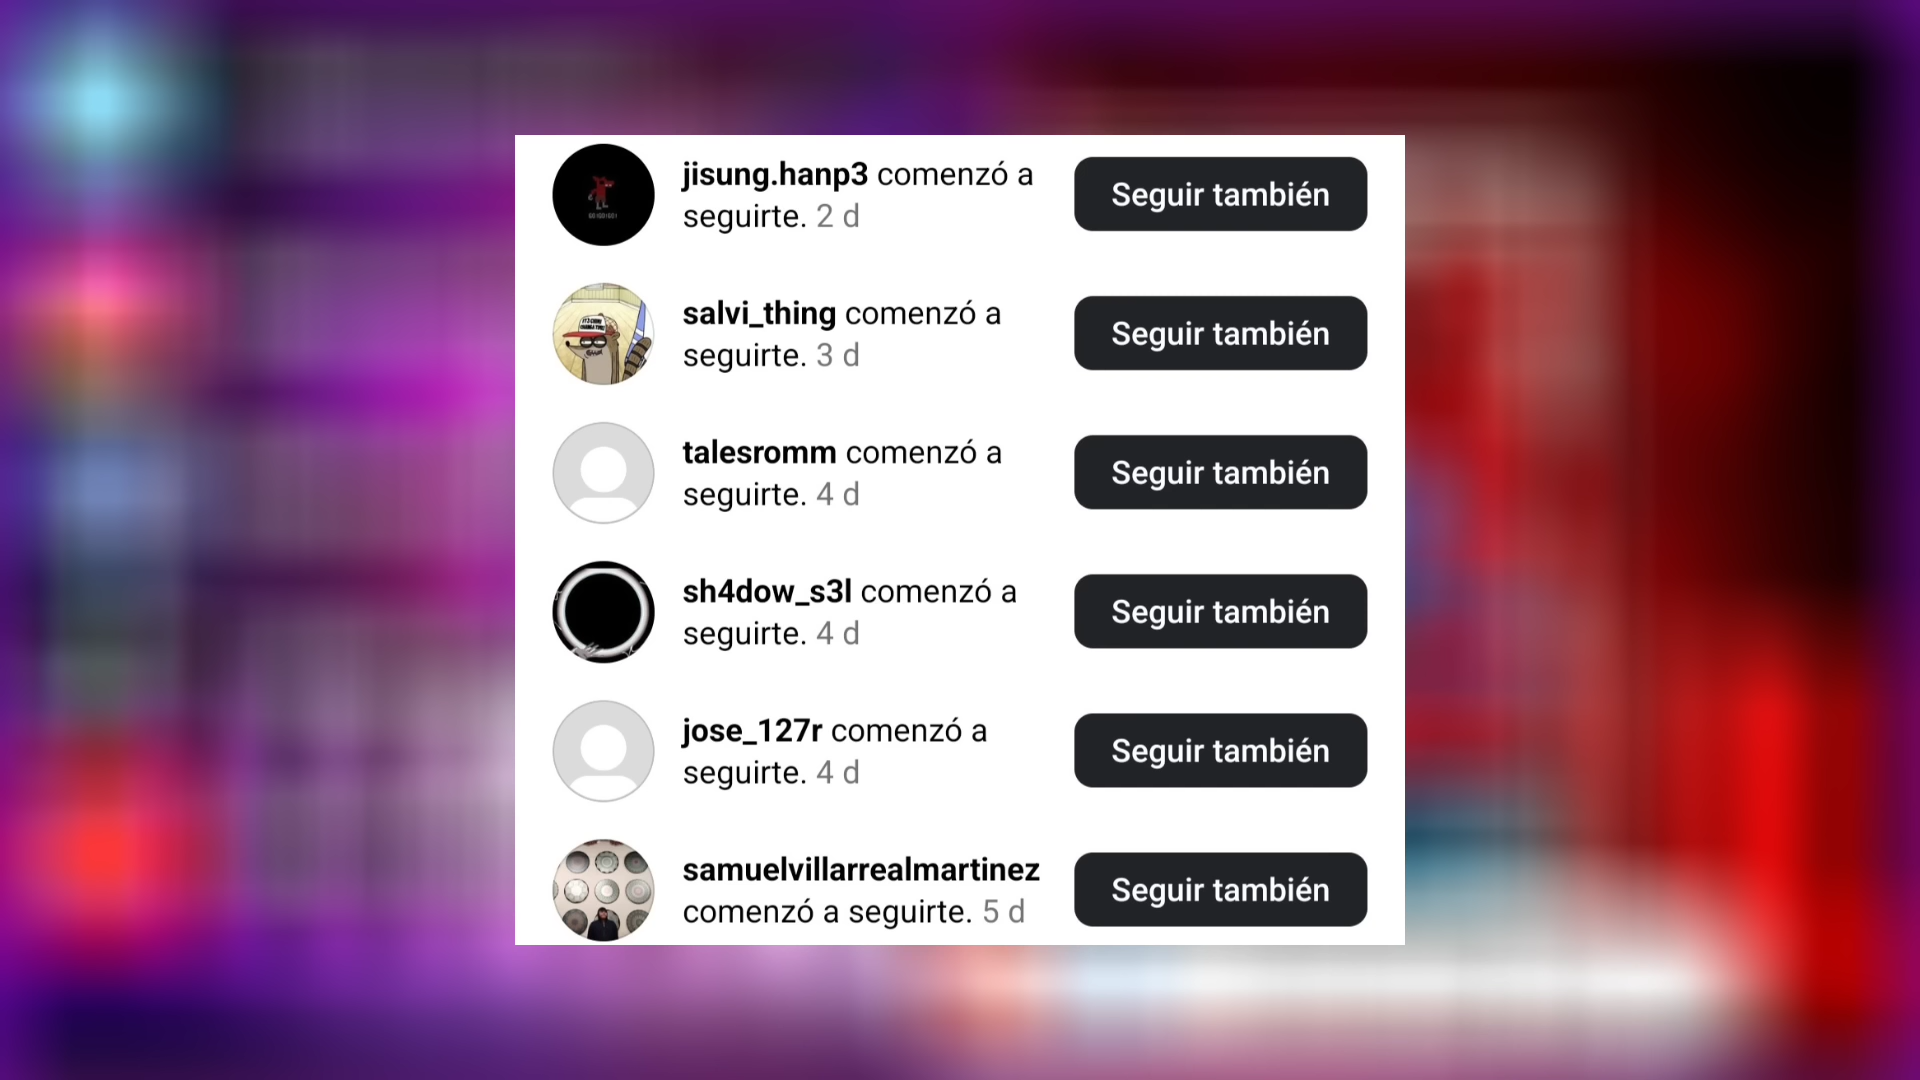 jisung.hanp3 comenzó a
seguirte. 2 d
Seguir también
salvi_thing comenzó a
seguirte. 3 d
Seguir también
talesromm comenzó a
seguirte. 4 d
Seguir también
sh4dow_s3l comenzó a
seguirte. 4 d
Seguir también
jose_127r comenzó a
seguirte. 4 d
Seguir también
samuelvillarrealmartinez
comenzó a seguirte. 5 d
Seguir también